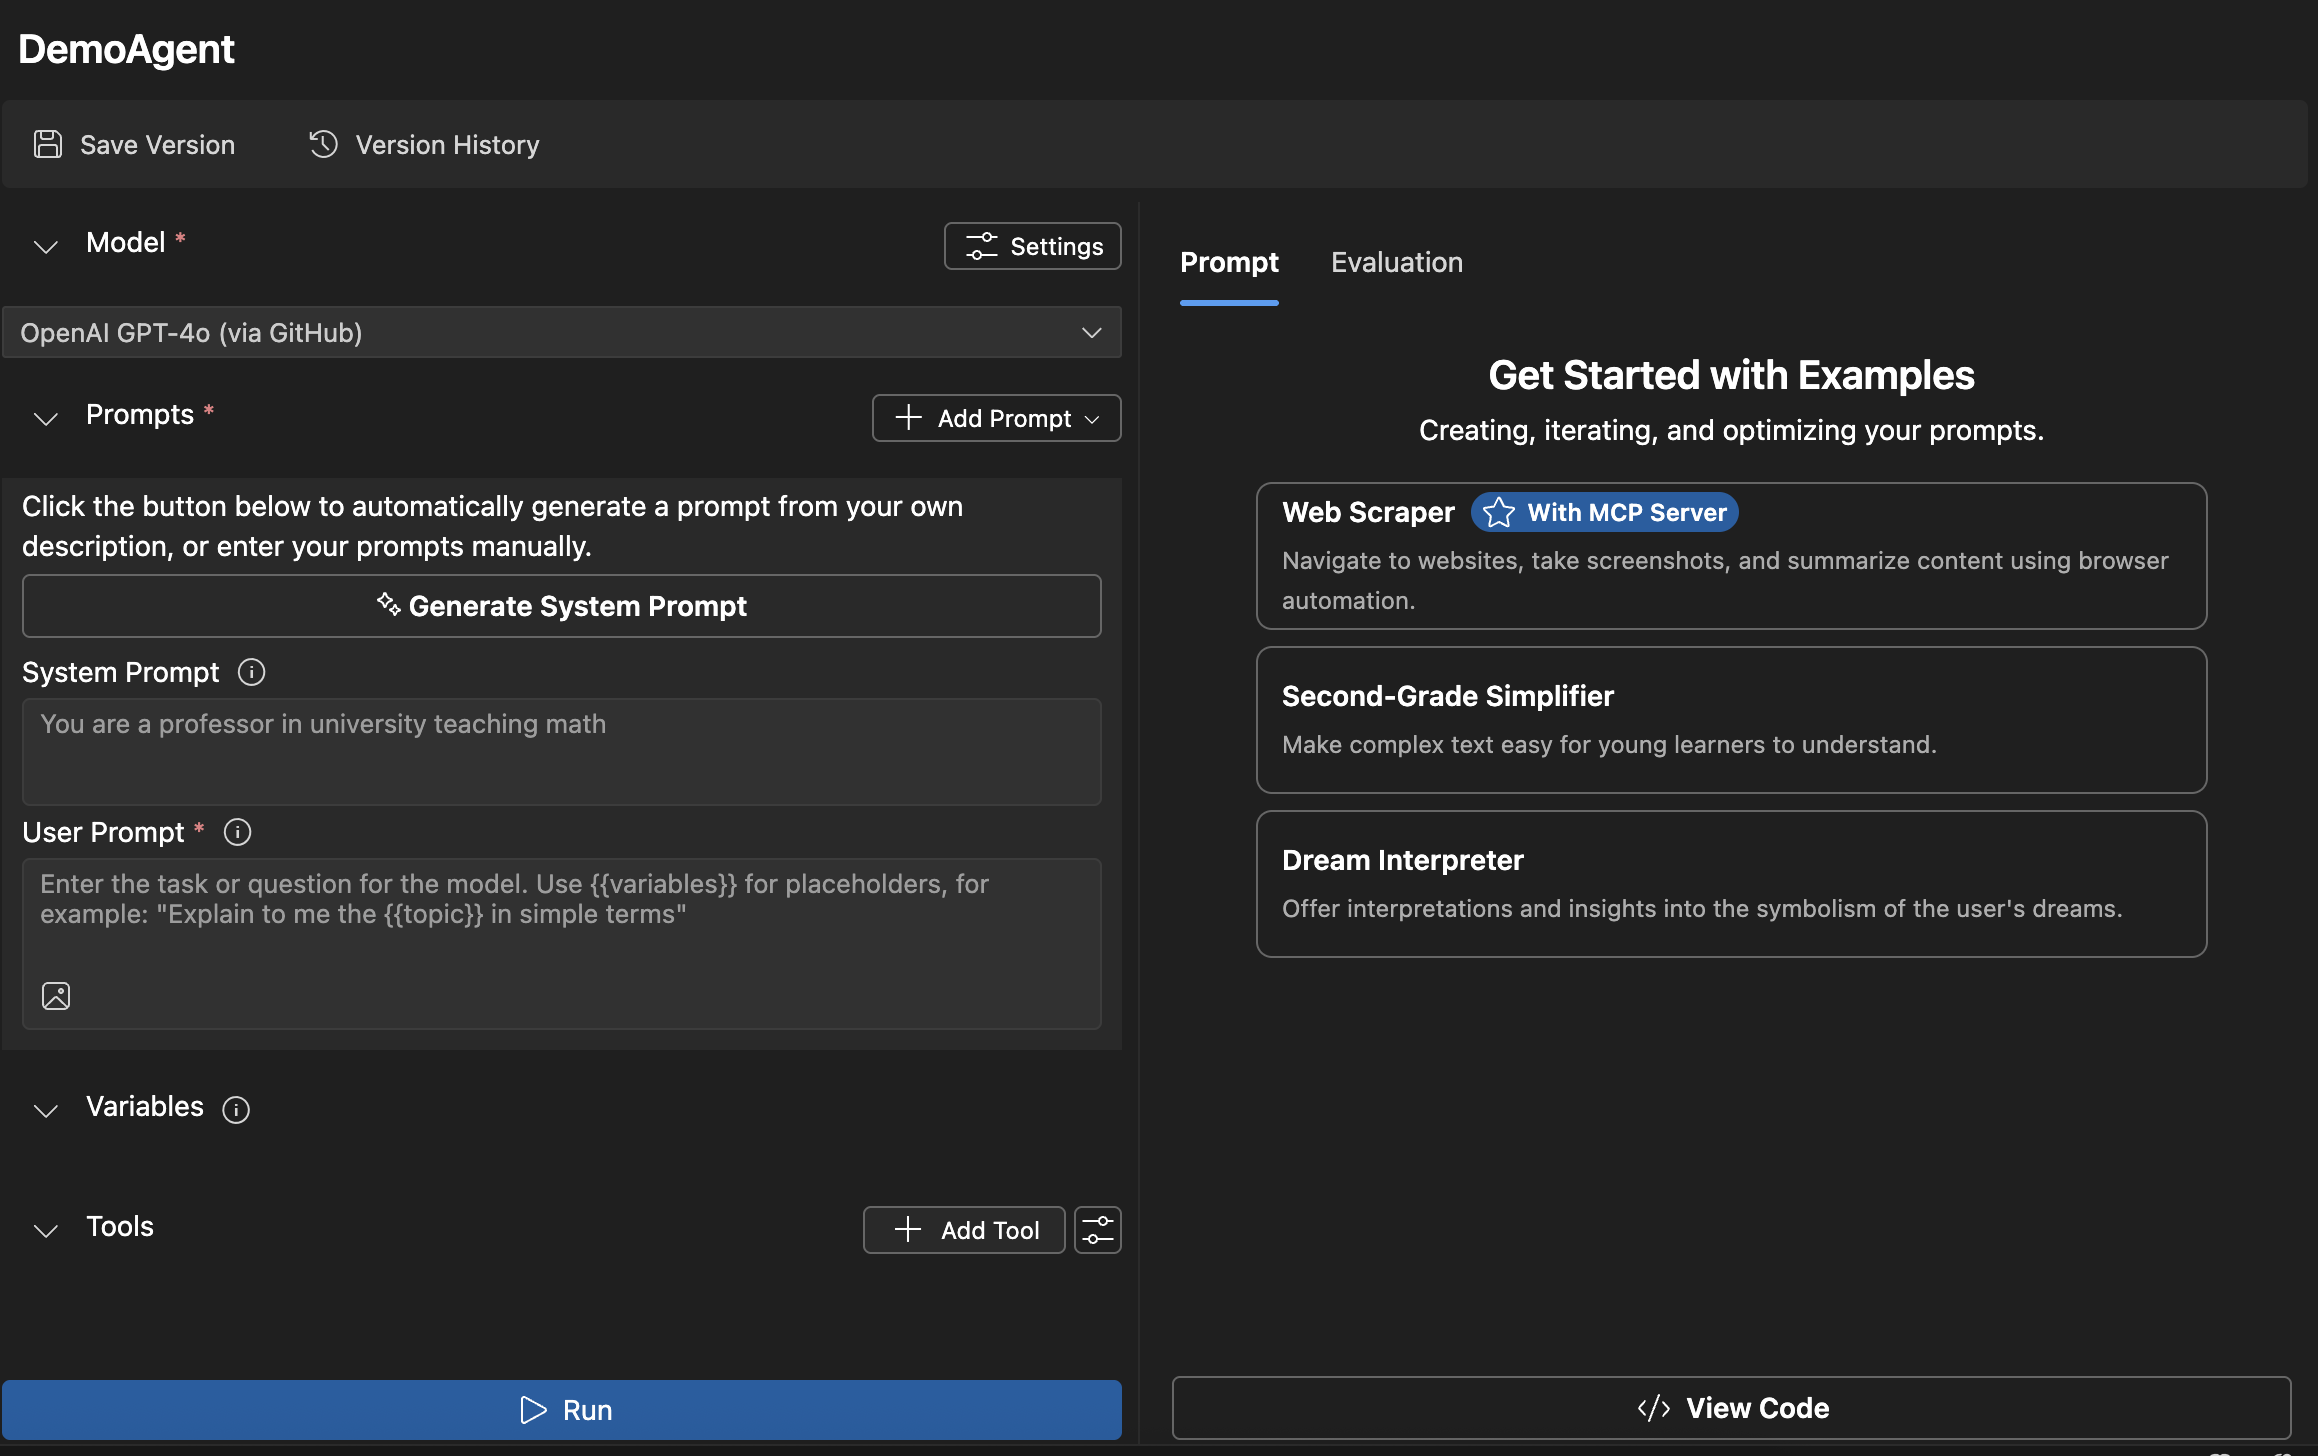 DemoAgent
Save Version
Version History
Model *
Settings
OpenAI GPT-4o (via GitHub)
Prompts *
Add Prompt
Click the button below to automatically generate a prompt from your own
description, or enter your prompts manually.
Generate System Prompt
System Prompt
You are a professor in university teaching math
User Prompt *
Enter the task or question for the model. Use {{variables}} for placeholders, for
example: "Explain to me the {{topic}} in simple terms"
Variables
Tools
Add Tool
Run
Prompt
Evaluation
Get Started with Examples
Creating, iterating, and optimizing your prompts.
Web Scraper
With MCP Server
Navigate to websites, take screenshots, and summarize content using browser
automation.
Second-Grade Simplifier
Make complex text easy for young learners to understand.
Dream Interpreter
Offer interpretations and insights into the symbolism of the user's dreams.
</> View Code